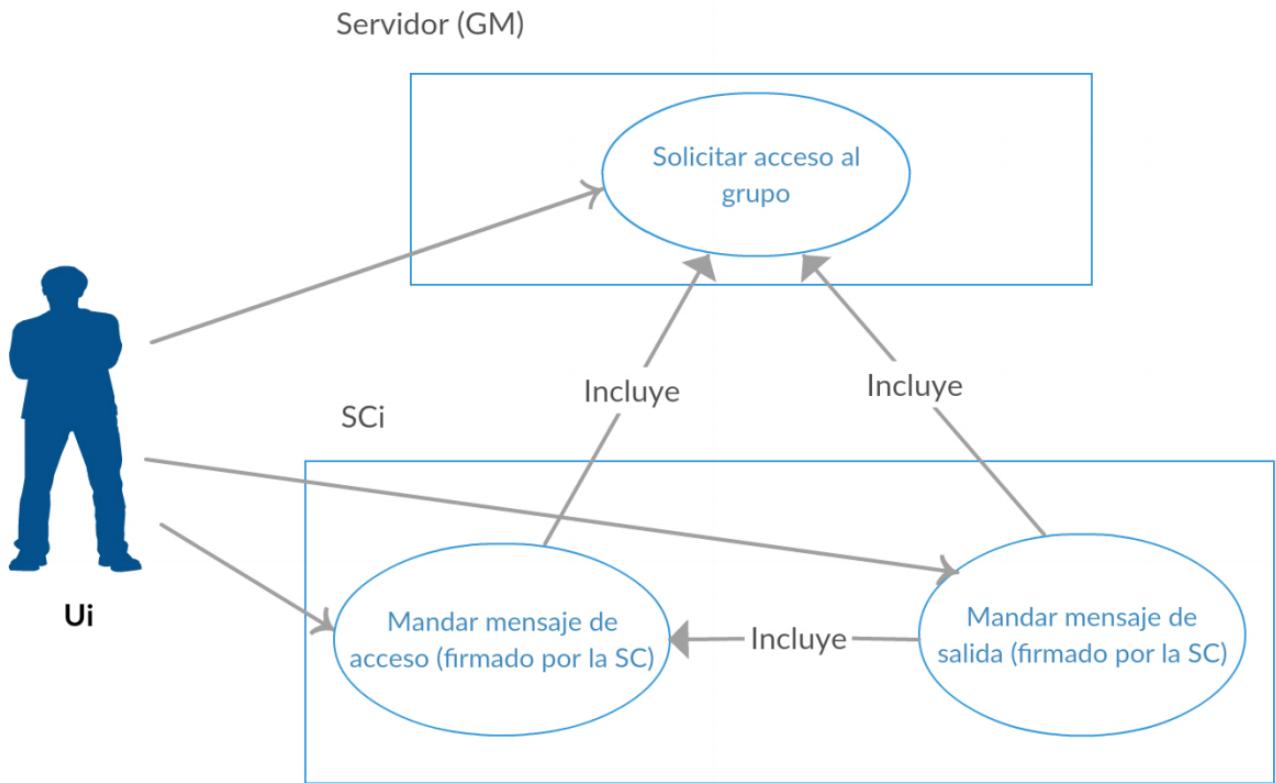 Servidor (GM)
Solicitar acceso al
grupo
Incluye
Incluye
SCi
Ui
Mandar mensaje de
acceso (firmado por la SC)
Incluye
Mandar mensaje de
salida (firmado por la SC)